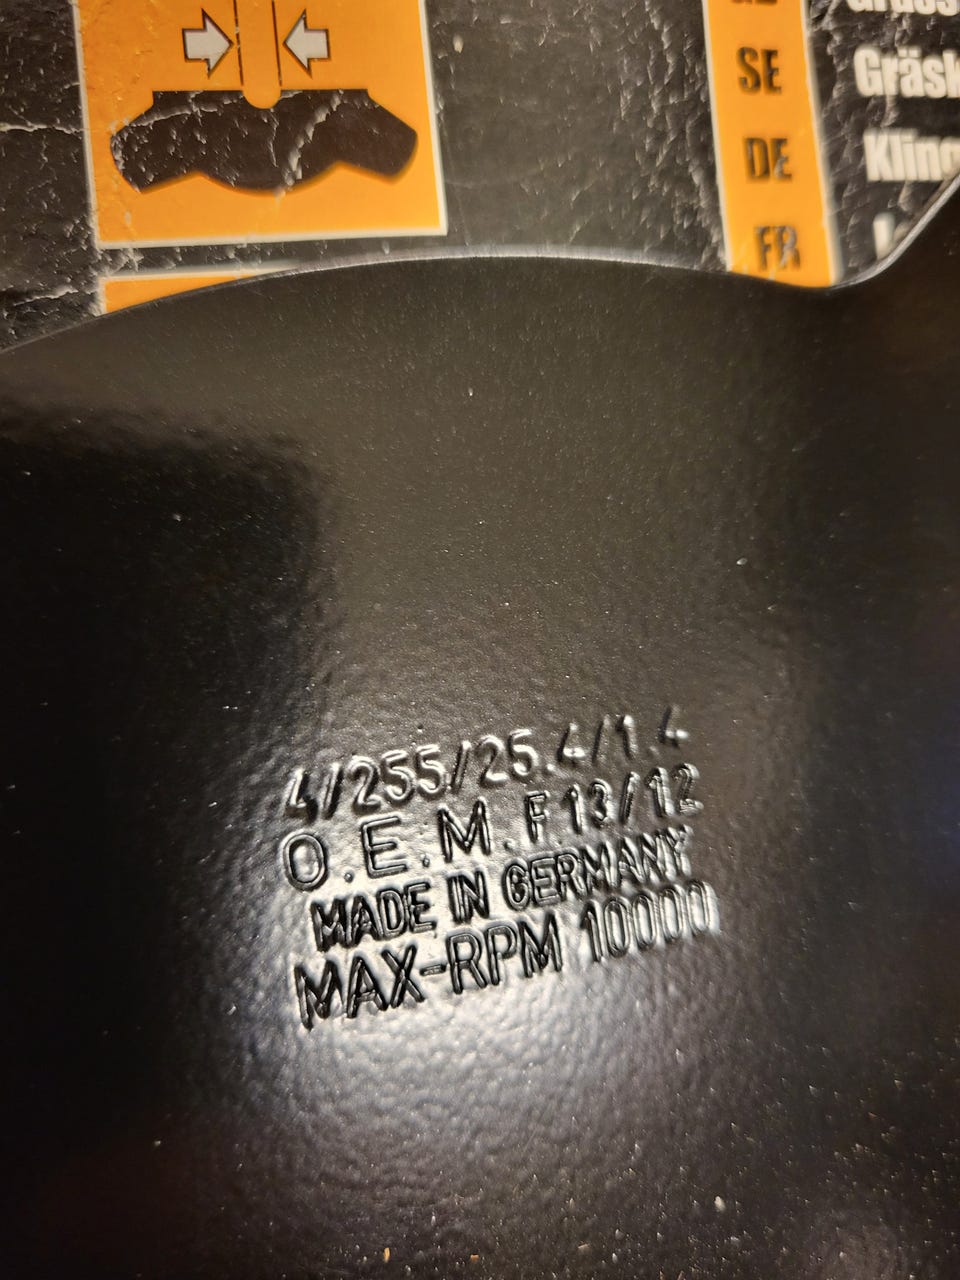 SE
Gräsk
DE
Kling
FR
4/255/25.4/1.4
O.E.M. F13/12
MADE IN GERMANY
MAX-RPM 10000